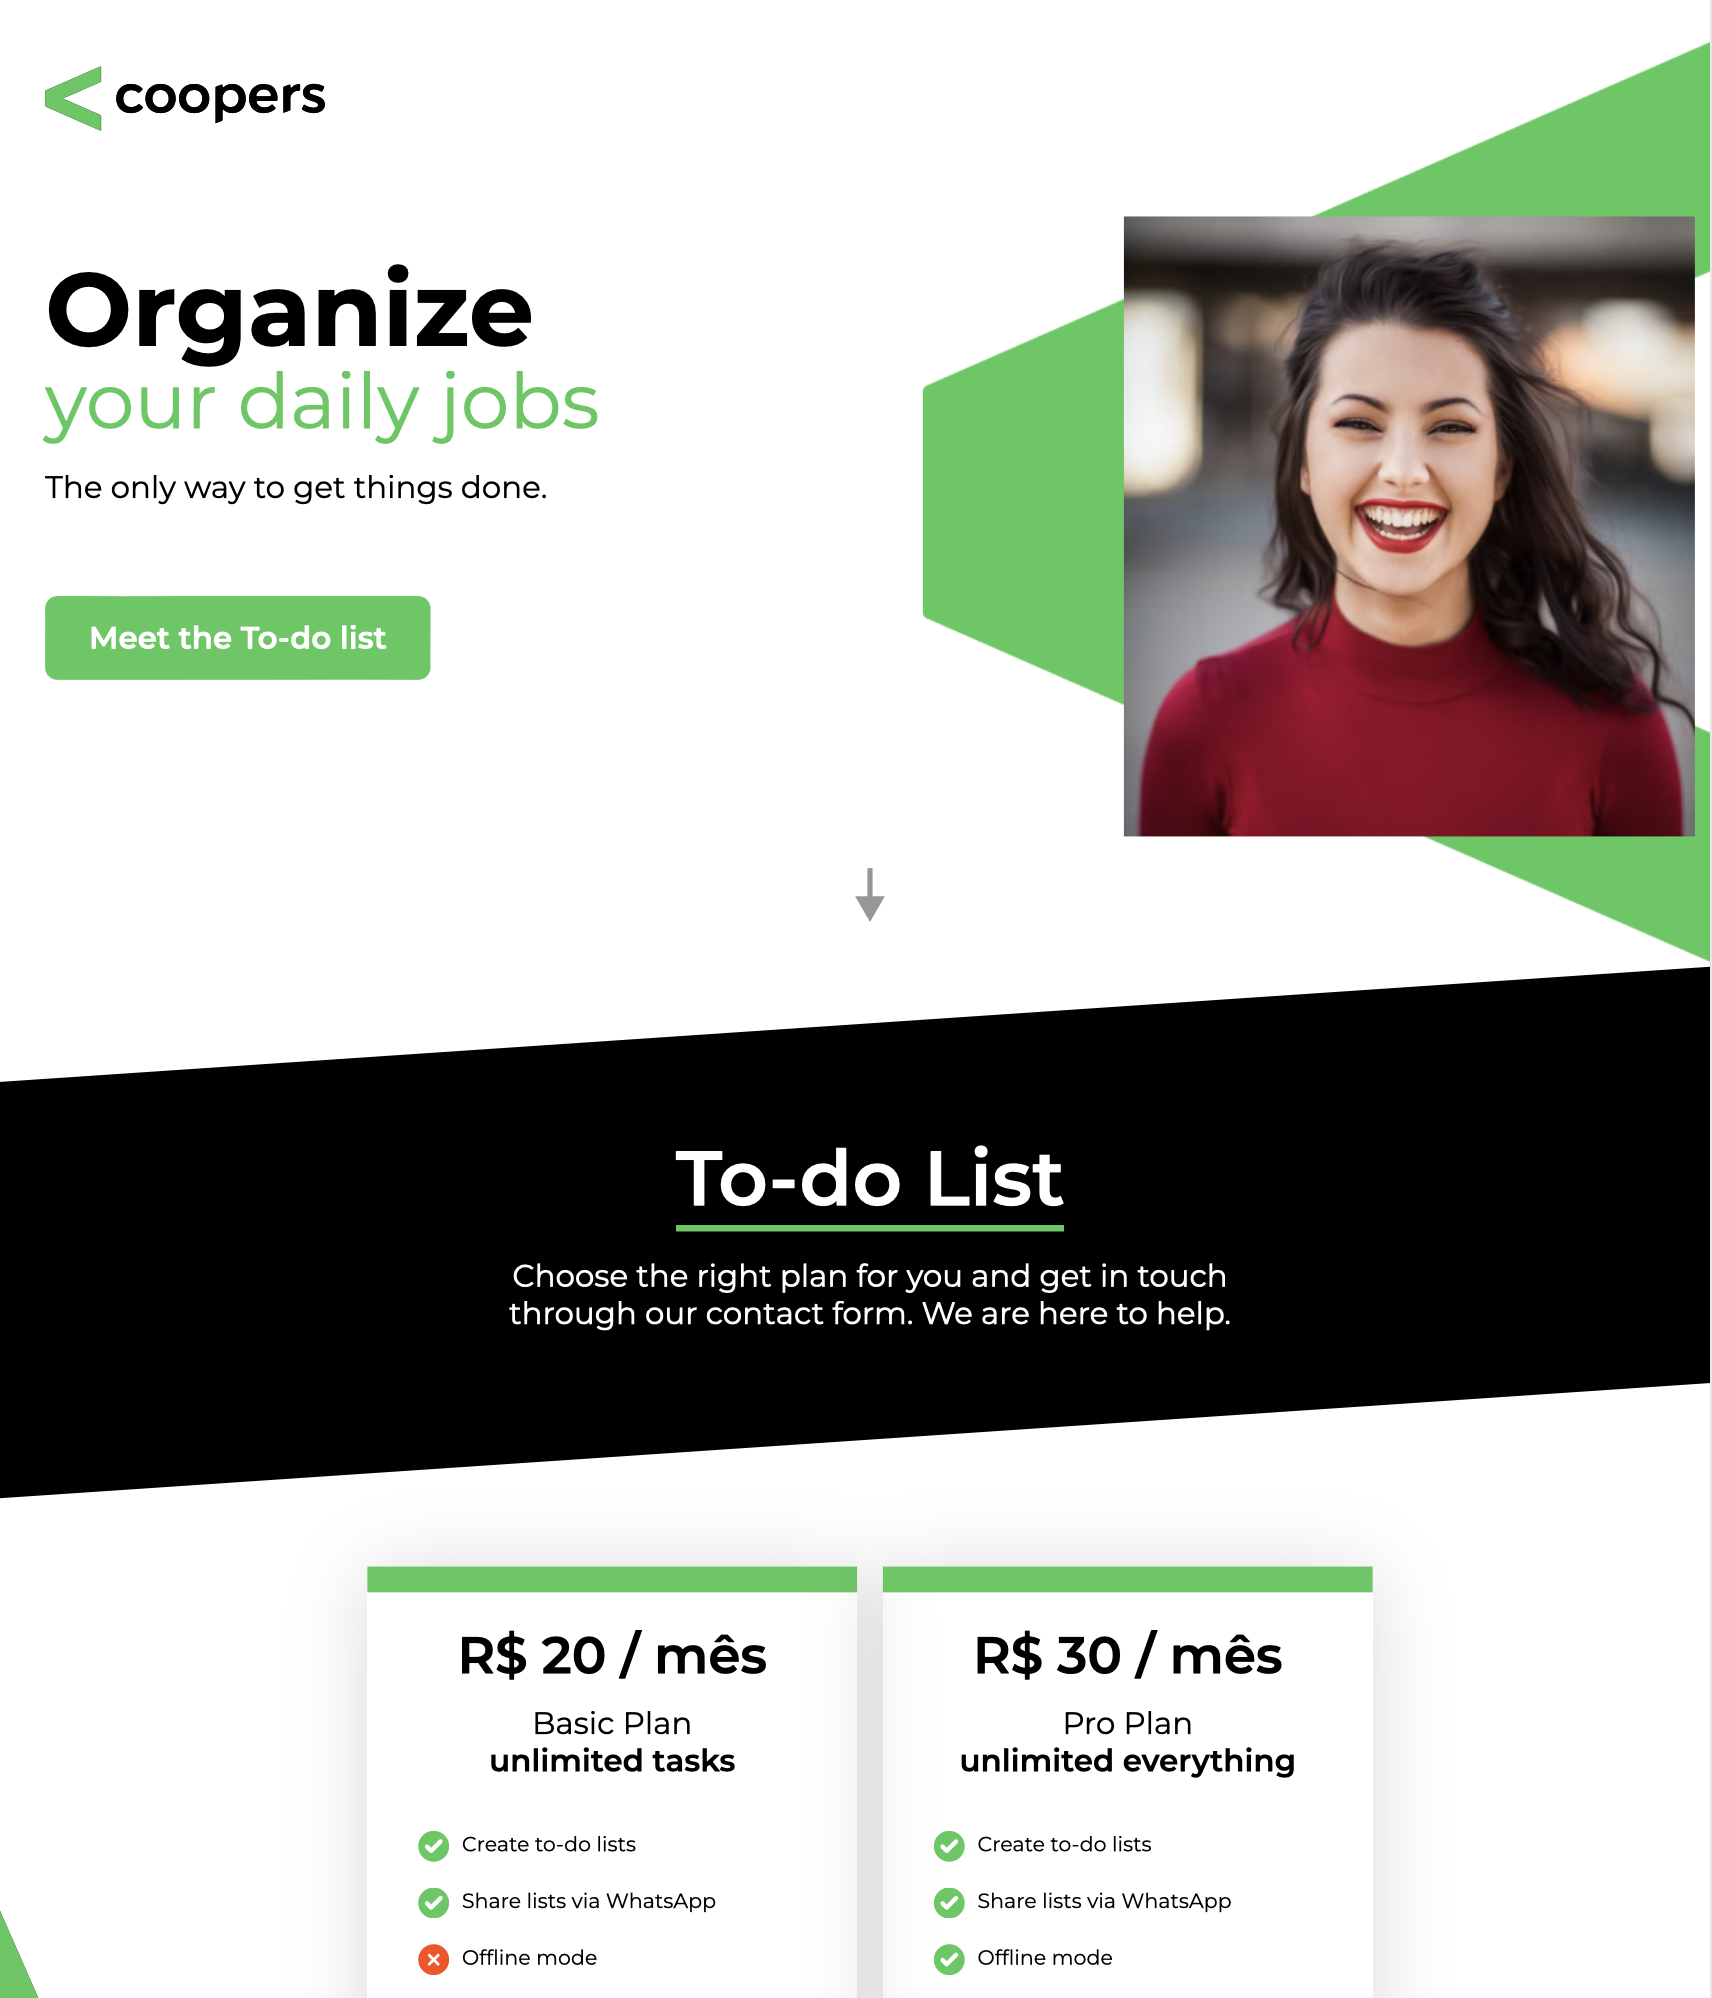 coopers
Organize
your daily jobs
The only way to get things done.
Meet the To-do list
To-do List
Choose the right plan for you and get in touch
through our contact form. We are here to help.
R$ 20 / mês
Basic Plan
unlimited tasks
Create to-do lists
Share lists via WhatsApp
Offline mode
R$ 30 / mês
Pro Plan
unlimited everything
Create to-do lists
Share lists via WhatsApp
Offline mode